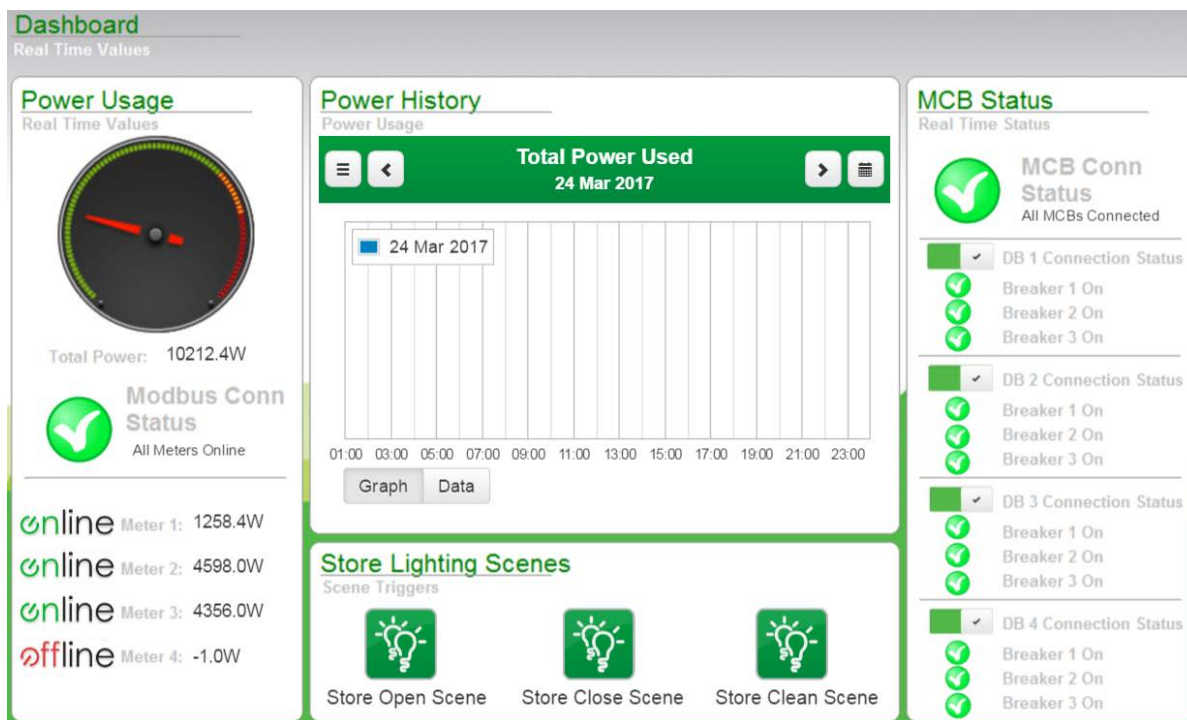 Dashboard
Real Time Values
Power Usage
Real Time Values
Total Power: 10212.4W
Modbus Conn
Status
All Meters Online
online Meter 1: 1258.4W
online Meter 2: 4598.0W
online Meter 3: 4356.0W
offline Meter 4: -1.0W
Power History
Power Usage
Total Power Used
24 Mar 2017
24 Mar 2017
01:00 03:00 05:00 07:00 09:00 11:00 13:00 15:00 17:00 19:00 21:00 23:00
Graph Data
Store Lighting Scenes
Scene Triggers
Store Open Scene Store Close Scene Store Clean Scene
MCB Status
Real Time Status
MCB Conn
Status
All MCBs Connected
DB 1 Connection Status
Breaker 1 On
Breaker 2 On
Breaker 3 On
DB 2 Connection Status
Breaker 1 On
Breaker 2 On
Breaker 3 On
DB 3 Connection Status
Breaker 1 On
Breaker 2 On
Breaker 3 On
DB 4 Connection Status
Breaker 1 On
Breaker 2 On
Breaker 3 On